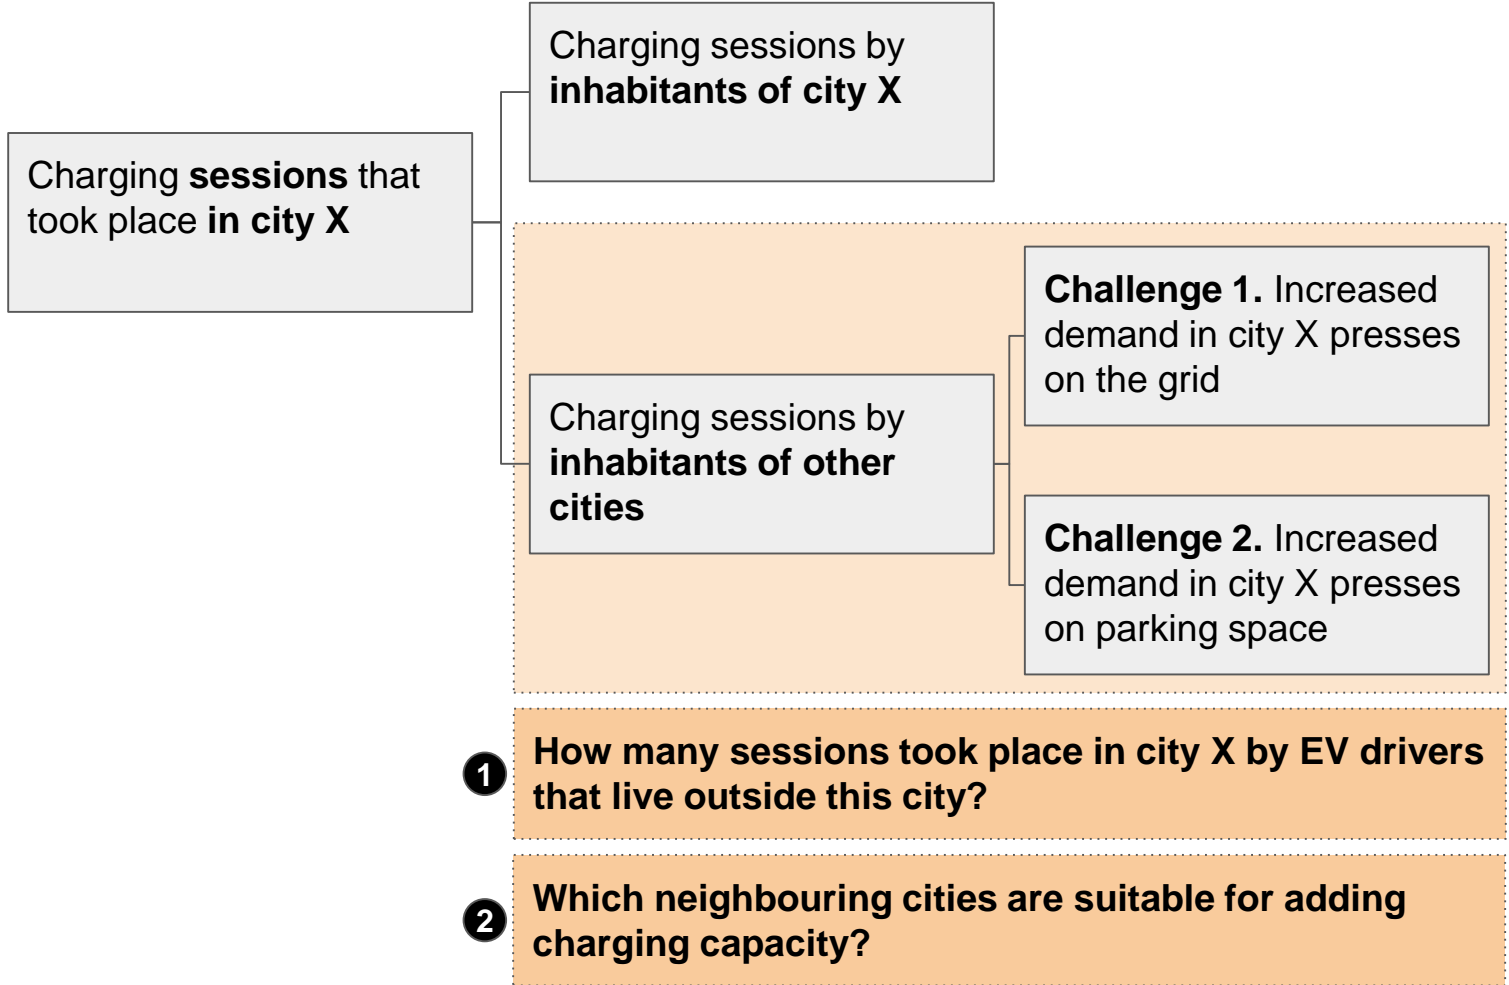 Charging sessions by
inhabitants of city X
Charging sessions that
took place in city X
Challenge 1. Increased
demand in city X presses
on the grid
Charging sessions by
inhabitants of other
cities
Challenge 2. Increased
demand in city X presses
on parking space
1
How many sessions took place in city X by EV drivers
that live outside this city?
2
Which neighbouring cities are suitable for adding
charging capacity?